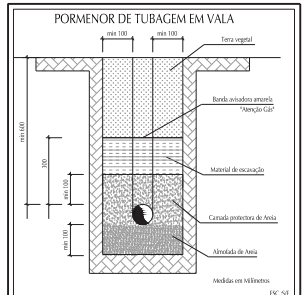 PORMENOR DE TUBAGEM EM VALA
min 100
min 100
Terra vegetal
Banda avisadora amarela
"Atenção Gás"
min 600
300
Material de escavação
min 100
Camada protectora de Areia
min 100
Almofada de Areia
Medidas em Milímetros